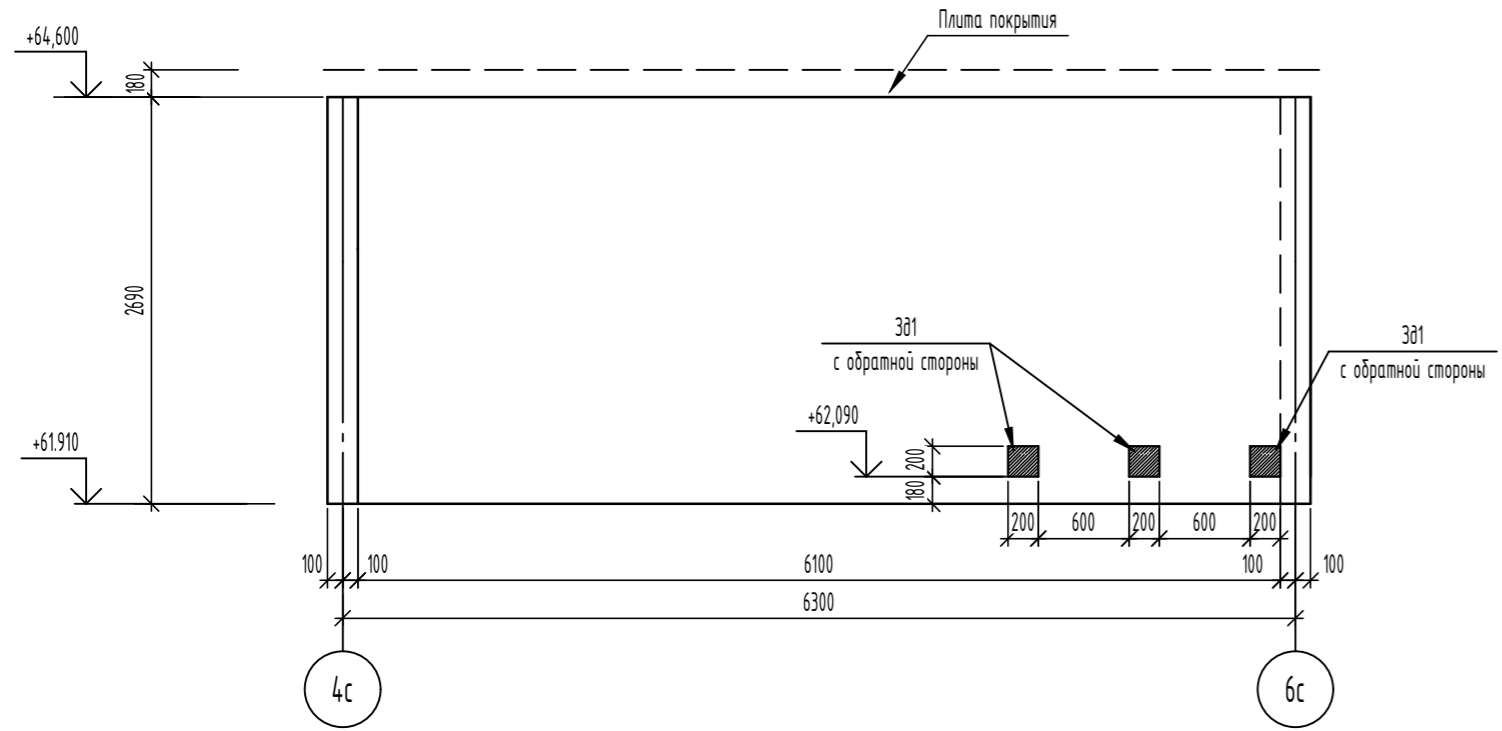 Плита покрытия
+64,600
180
2690
Зд1
с обратной стороны
Зд1
с обратной стороны
+62,090
+61.910
200
180
200
600
200
600
200
100
100
6100
100
100
6300
4с
6с